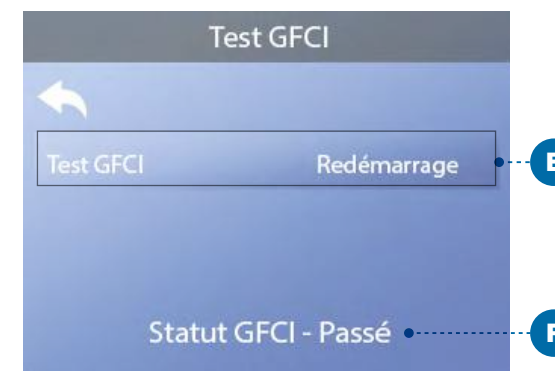 Test GFCI
Test GFCI Redémarrage
E
Statut GFCI - Passé
F